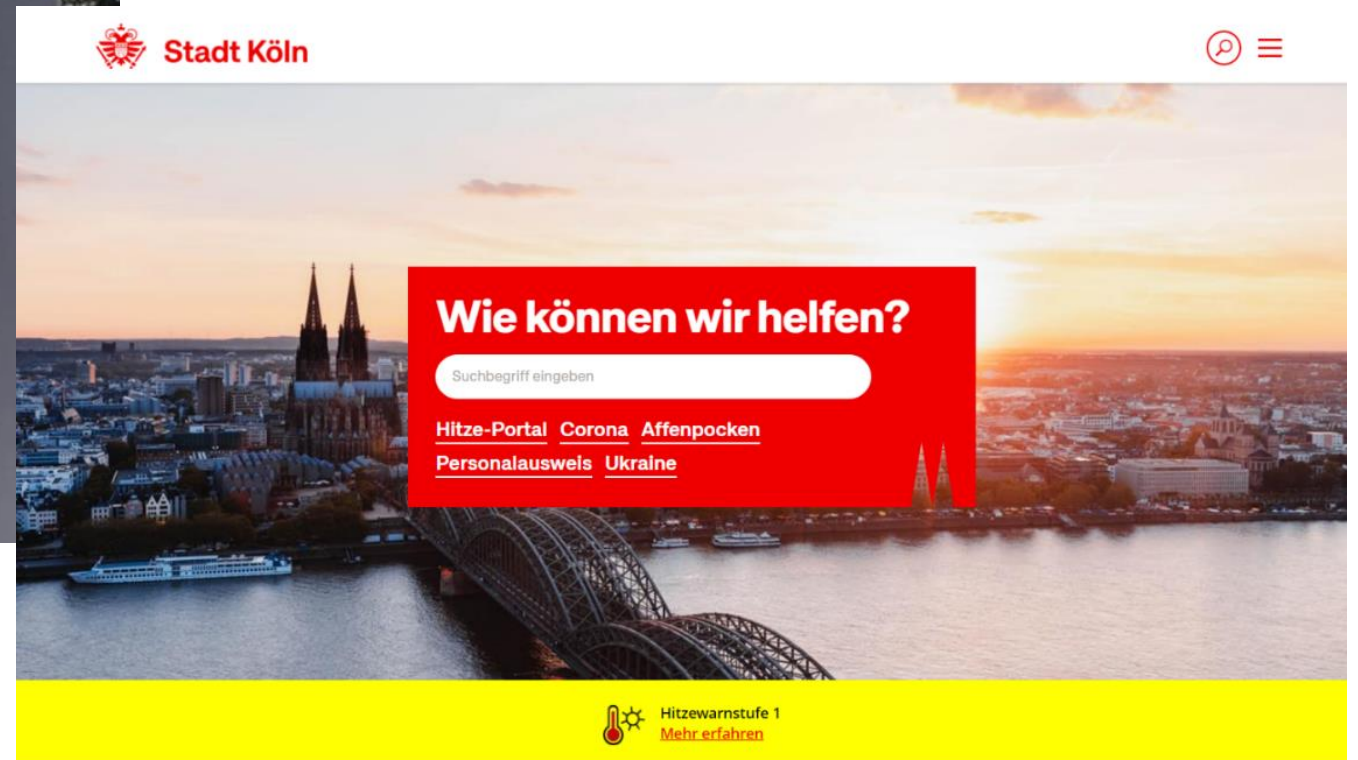 Stadt Köln
Wie können wir helfen?
Suchbegriff eingeben
Hitze-Portal Corona Affenpocken
Personalausweis Ukraine
Hitzewarnstufe 1
Mehr erfahren